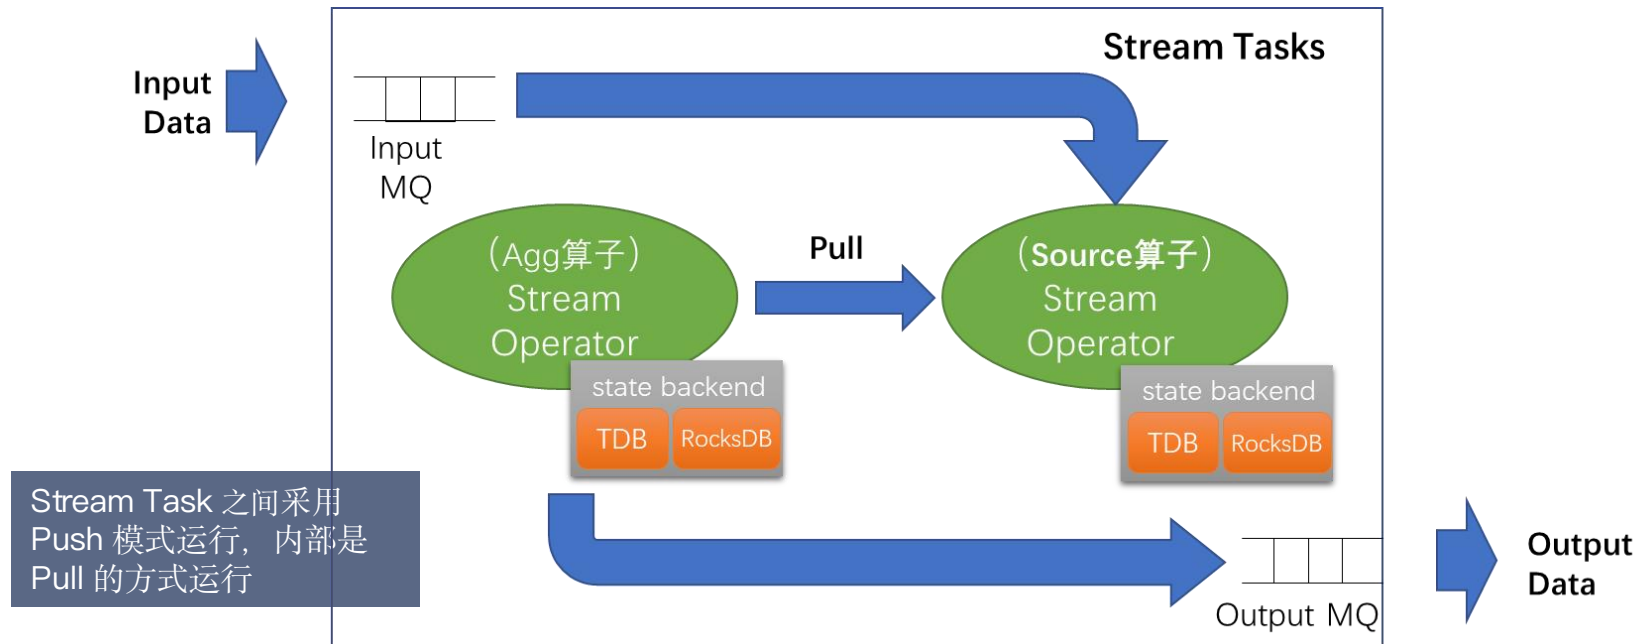 Stream Tasks
Input
Data
Input
MQ
(Agg算子)
Stream
Operator
Pull
(Source算子)
Stream
Operator
state backend
TDB
RocksDB
state backend
TDB
RocksDB
Stream Task 之间采用
Push 模式运行，内部是
Pull 的方式运行
Output MQ
Output
Data